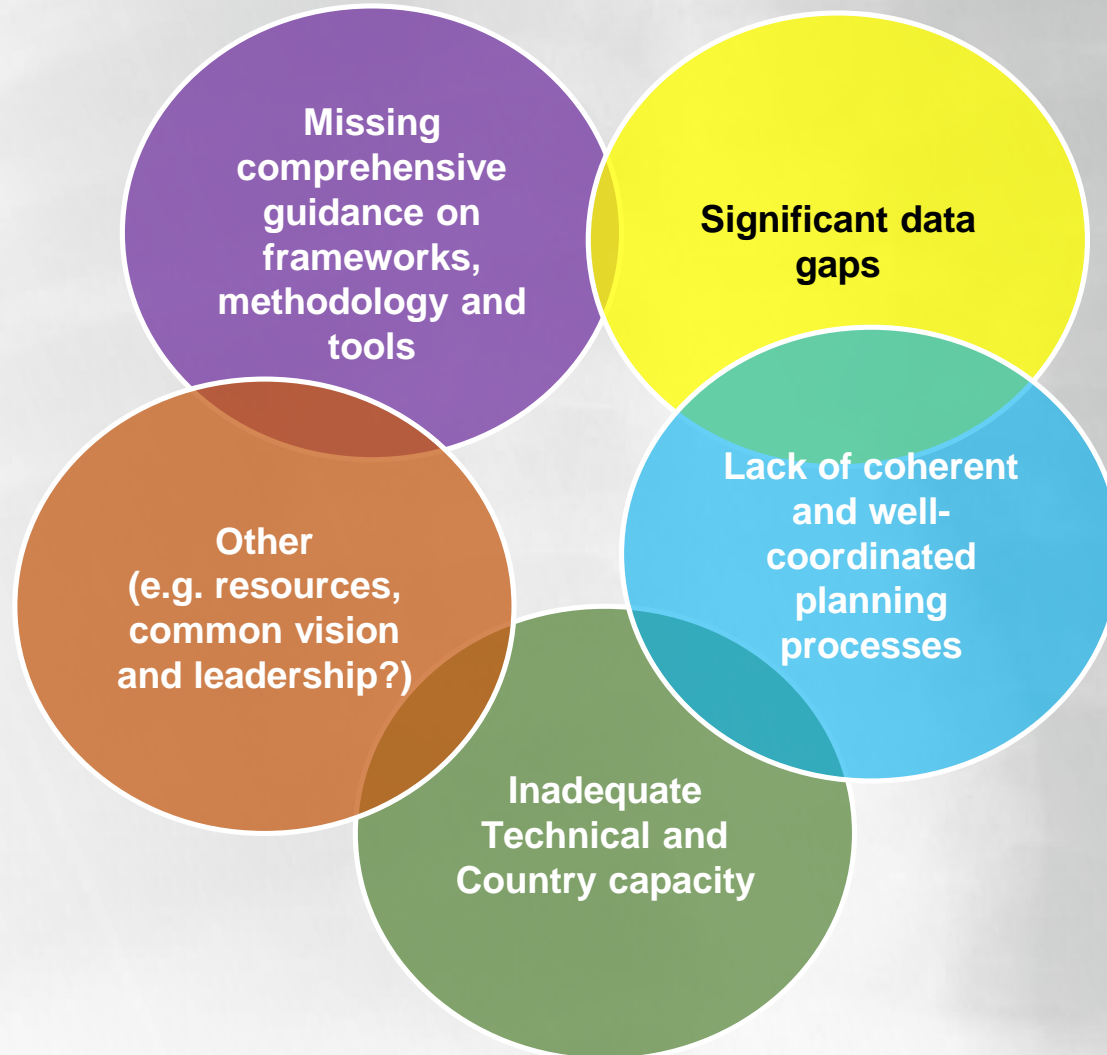 Missing
comprehensive
guidance on
frameworks,
methodology and
tools
Significant data
gaps
Lack of coherent
and well-
coordinated
planning
processes
Inadequate
Technical and
Country capacity
Other
(e.g. resources,
common vision
and leadership?)